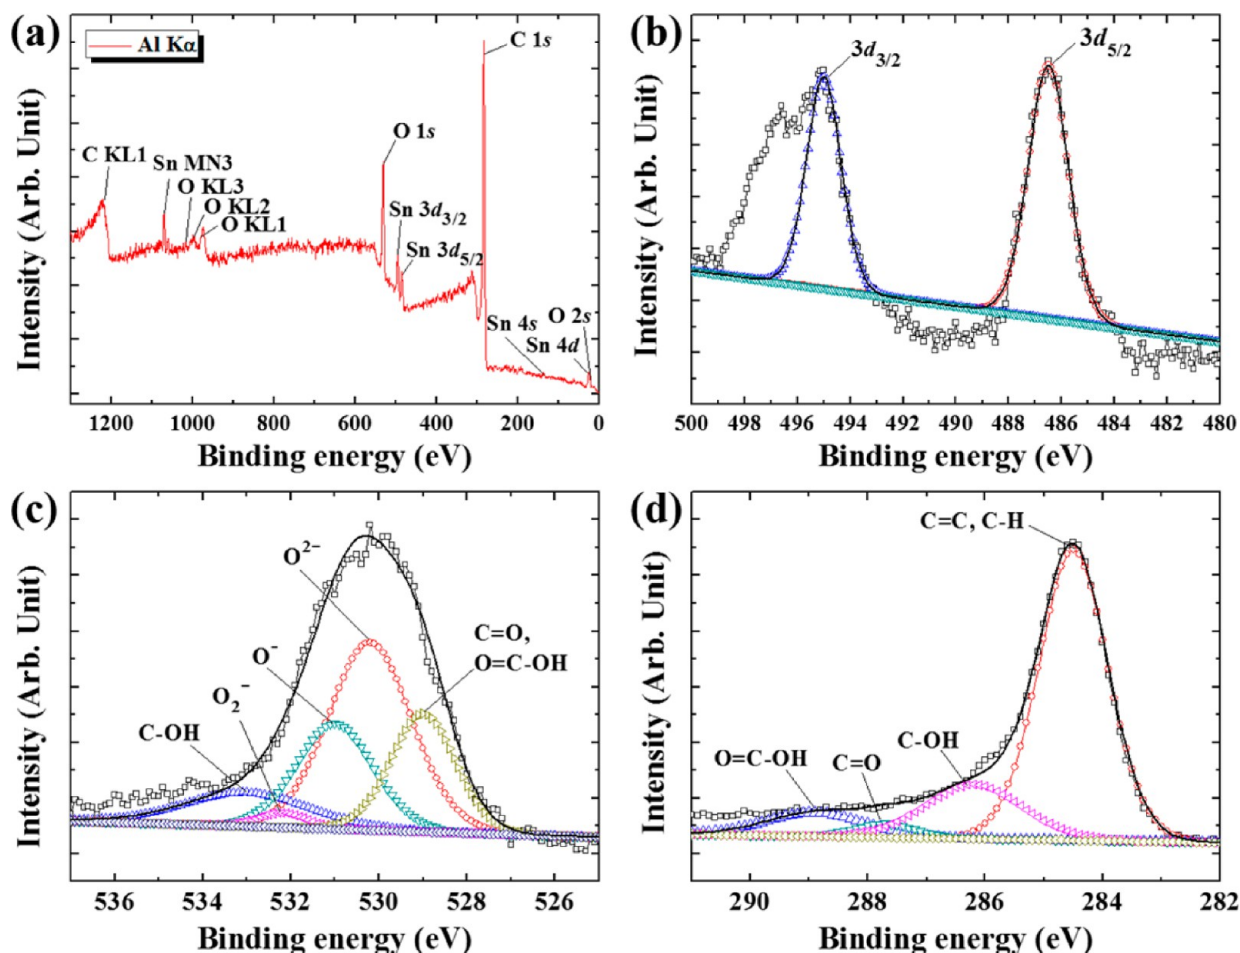 (a)
Al Kα
C 1s
O 1s
C KL1
Sn MN3
O KL3
O KL2
O KL1
Sn 3d3/2
Sn 3d5/2
Sn 4s
O 2s
Sn 4d
Intensity (Arb. Unit)
1200 1000 800 600 400 200 0
Binding energy (eV)
(b)
3d3/2
3d5/2
Intensity (Arb. Unit)
500 498 496 494 492 490 488 486 484 482 480
Binding energy (eV)
(c)
O2−
C=O,
O=C-OH
O−
O2−
C-OH
Intensity (Arb. Unit)
536 534 532 530 528 526
Binding energy (eV)
(d)
C=C, C-H
C-OH
O=C-OH
C=O
Intensity (Arb. Unit)
290 288 286 284 282
Binding energy (eV)